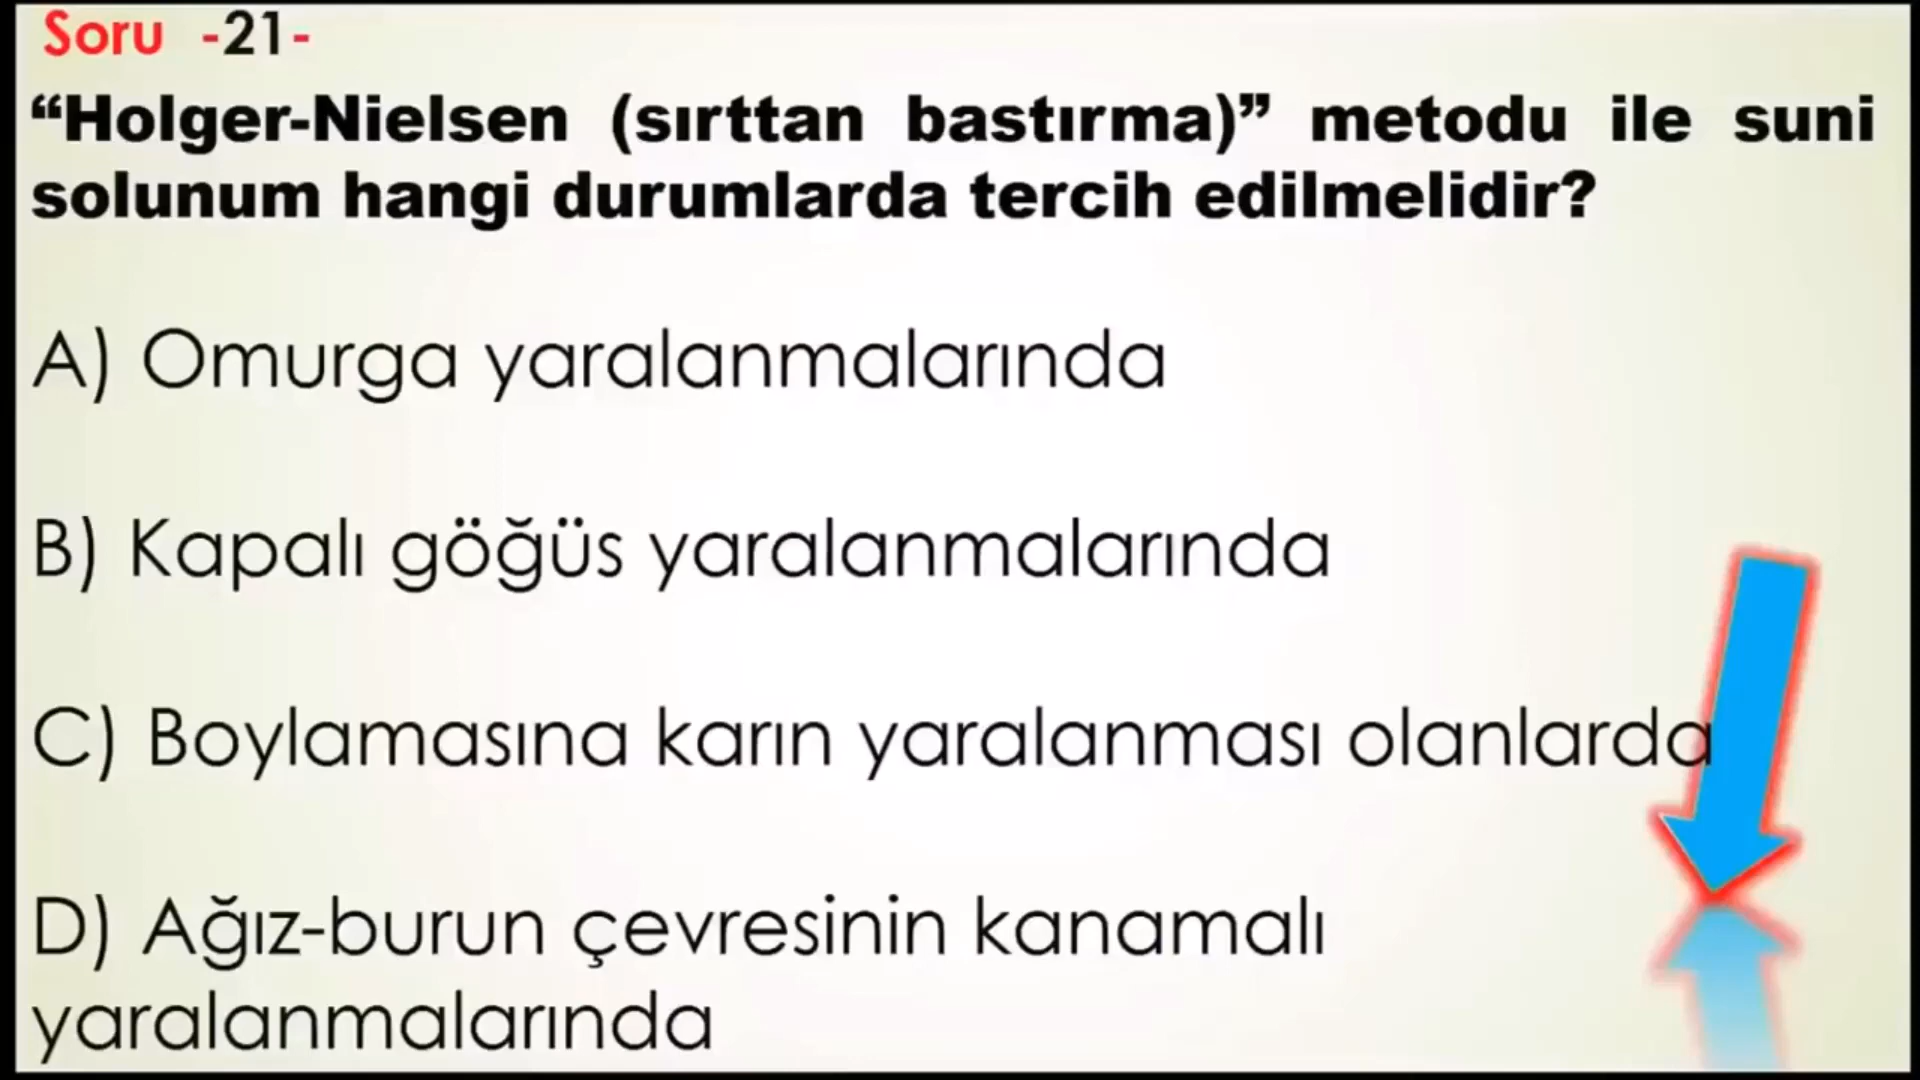 Soru -21-
“Holger-Nielsen (sırttan bastırma)” metodu ile suni
solunum hangi durumlarda tercih edilmelidir?
A) Omurga yaralanmalarında
B) Kapalı göğüs yaralanmalarında
C) Boylamasına karın yaralanması olanlarda
D) Ağız-burun çevresinin kanamalı
yaralanmalarında